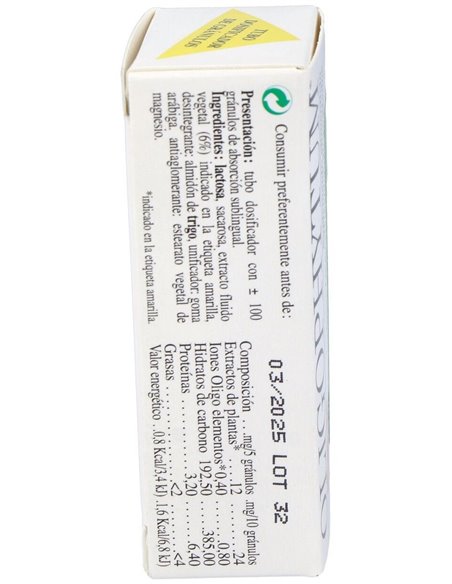 TUBO
DOSIFICADOR
DE GRÁNULOS
Consumir preferentemente antes de:
03/2025 LOT 32
Presentación: tubo dosificador con ± 100
gránulos de absorción sublingual.
Ingredientes: lactosa, sacarosa, extracto fluido
vegetal (6%) indicado en la etiqueta amarilla,
desintegrante: almidón de trigo, unificador: goma
arábiga. antiaglomerante: estearato vegetal de
magnesio.
*indicado en la etiqueta amarilla.
Composición ...mg/5 gránulos .mg/10 gránulos
Extractos de plantas* ...12 ........24
Iones Oligo elementos*0,40 ........0,80
Hidratos de carbono 192,50 ........385,00
Proteínas ...........3,20 ........6,40
Grasas .............<2 ..........<4
Valor energético ..0,8 Kcal/3,4 kJ) .1,6 Kcal/6,8 kJ)